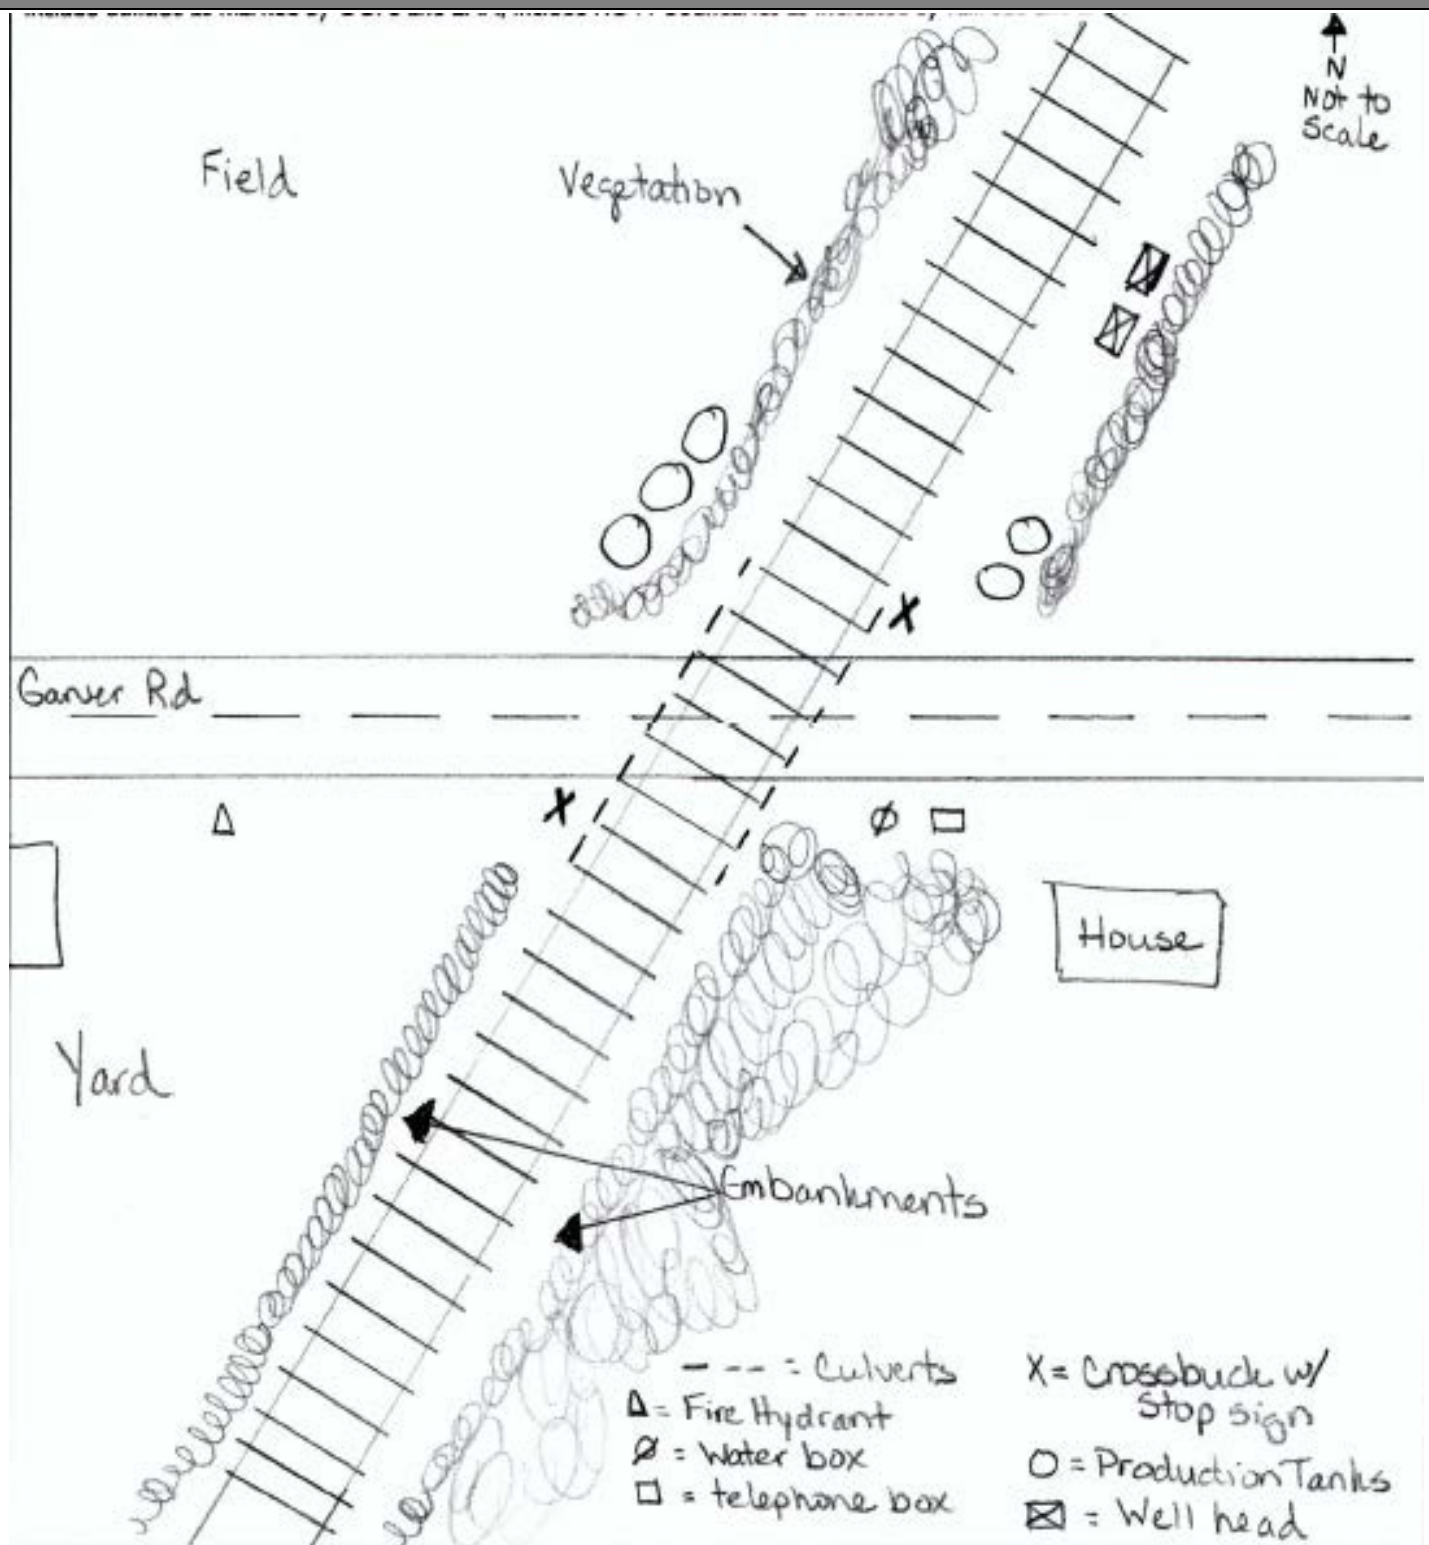 N
Not to
Scale
Field
Vegetation
X
Garver Rd
X
House
Yard
Embankments
--- = Culverts
Δ = Fire Hydrant
Ø = Water box
□ = telephone box
X = Crossbuck w/
Stop sign
O = Production Tanks
⊠ = Well head